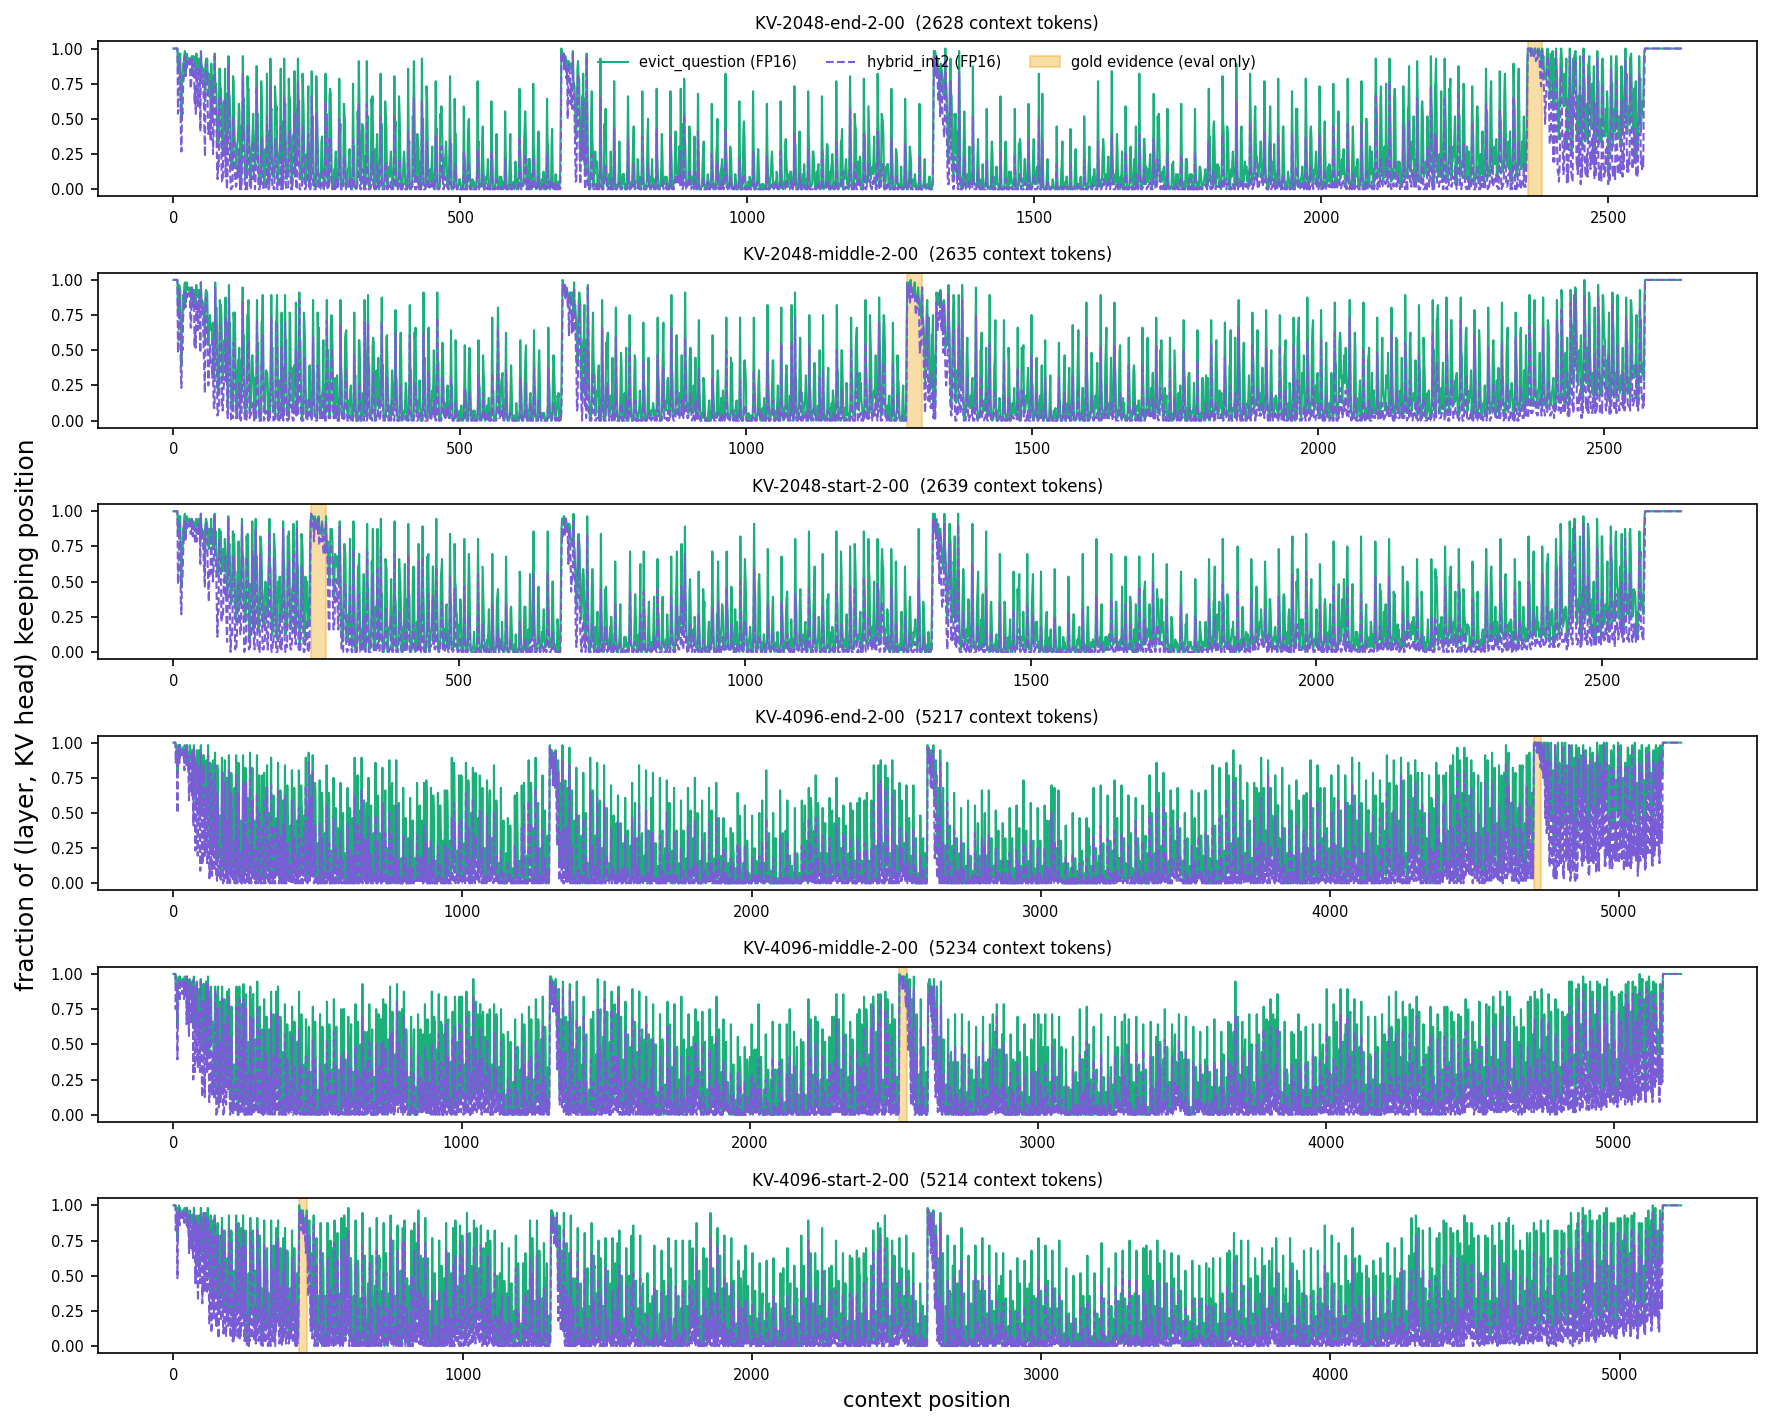 KV-2048-end-2-00  (2628 context tokens)
evict_question (FP16)  hybrid_int2 (FP16)  gold evidence (eval only)
1.00
0.75
0.50
0.25
0.00
0 500 1000 1500 2000 2500
KV-2048-middle-2-00  (2635 context tokens)
1.00
0.75
0.50
0.25
0.00
0 500 1000 1500 2000 2500
KV-2048-start-2-00  (2639 context tokens)
1.00
0.75
0.50
0.25
0.00
0 500 1000 1500 2000 2500
fraction of (layer, KV head) keeping position
KV-4096-end-2-00  (5217 context tokens)
1.00
0.75
0.50
0.25
0.00
0 1000 2000 3000 4000 5000
KV-4096-middle-2-00  (5234 context tokens)
1.00
0.75
0.50
0.25
0.00
0 1000 2000 3000 4000 5000
KV-4096-start-2-00  (5214 context tokens)
1.00
0.75
0.50
0.25
0.00
0 1000 2000 3000 4000 5000
context position